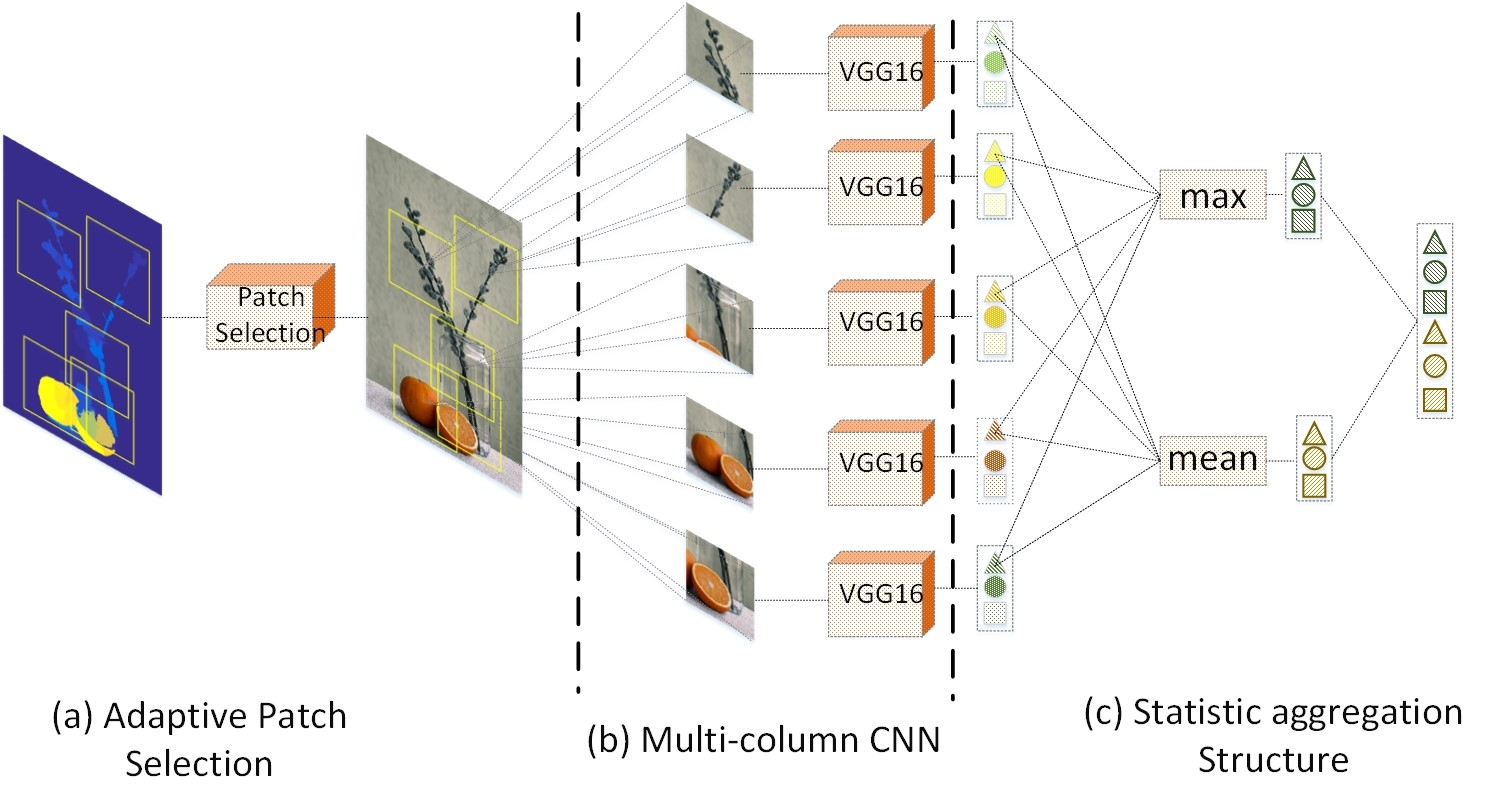 Patch
Selection
VGG16
VGG16
VGG16
VGG16
VGG16
max
mean
(a) Adaptive Patch
Selection
(b) Multi-column CNN
(c) Statistic aggregation
Structure